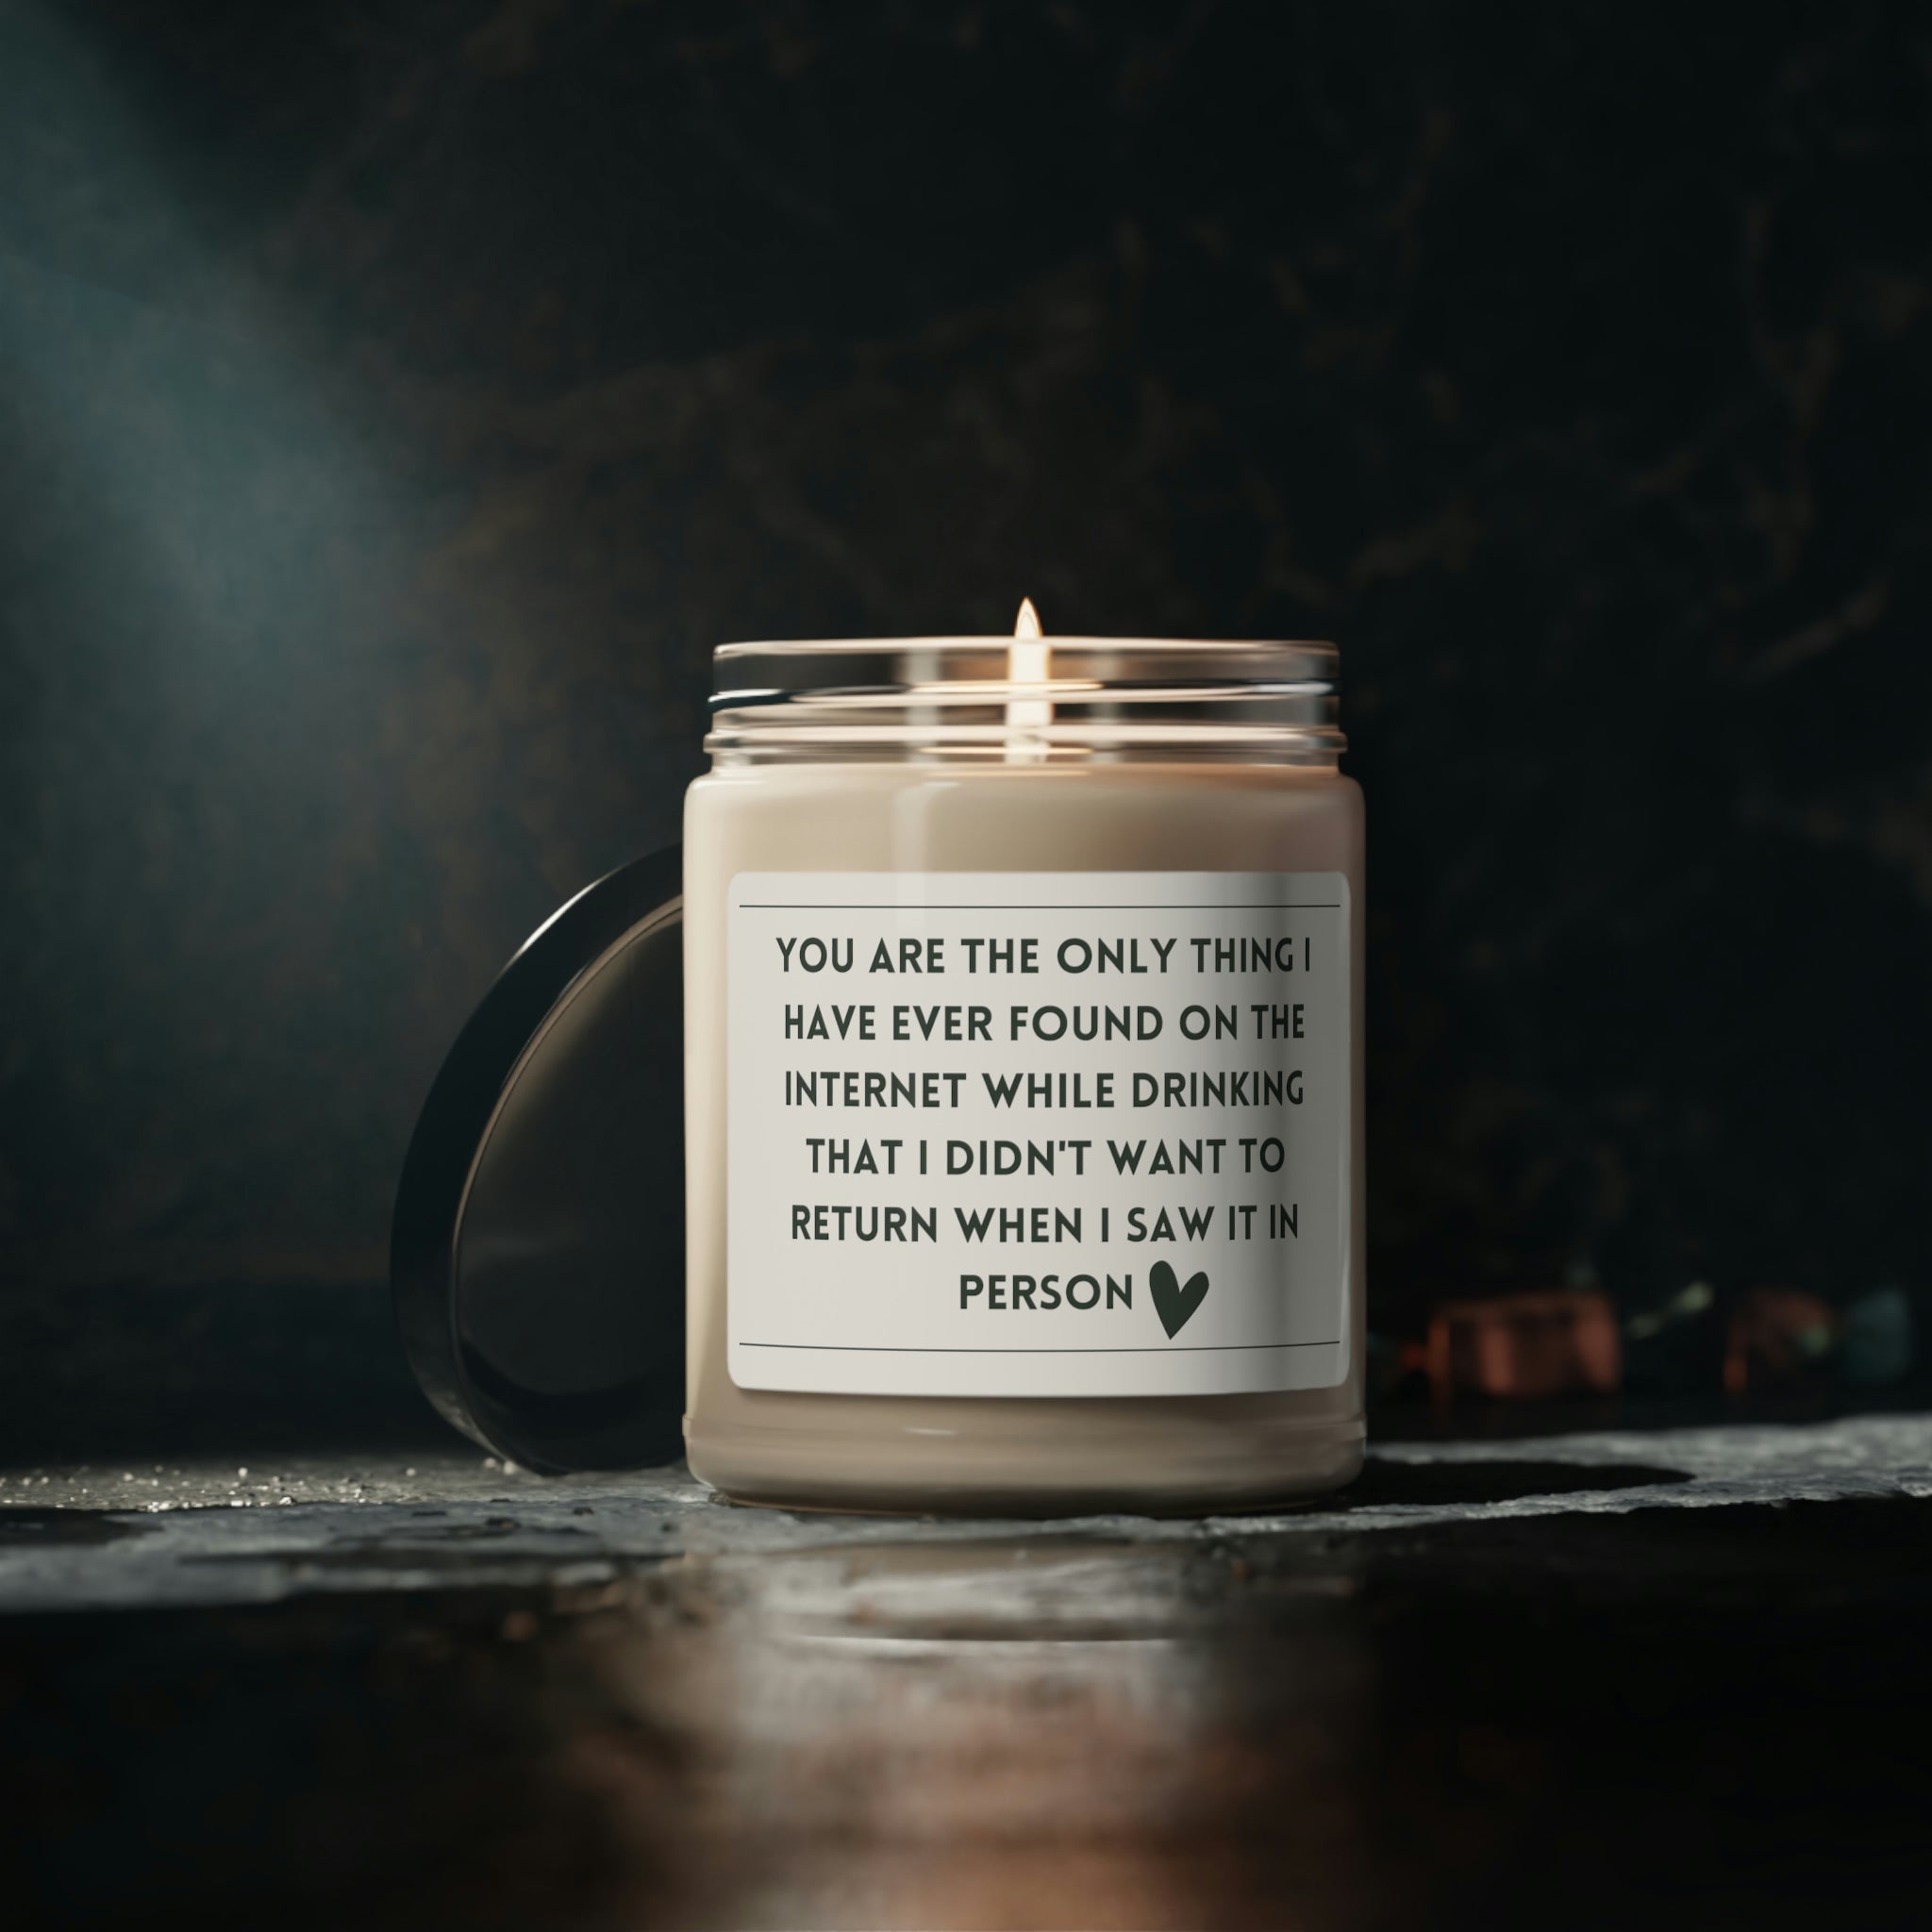 YOU ARE THE ONLY THING I
HAVE EVER FOUND ON THE
INTERNET WHILE DRINKING
THAT I DIDN'T WANT TO
RETURN WHEN I SAW IT IN
PERSON